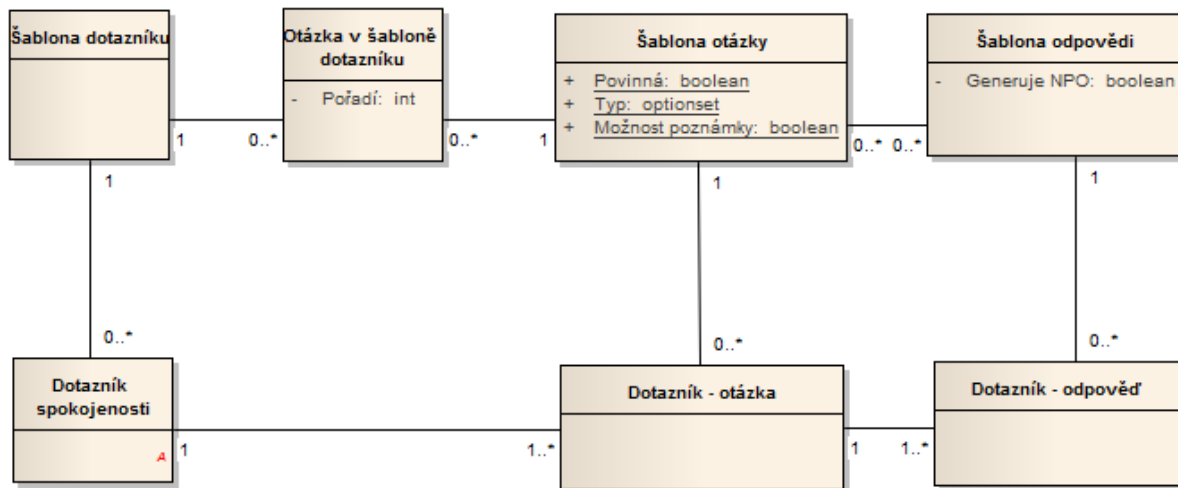 Šablona dotazníku
Otázka v šabloně
dotazníku
- Pořadí: int
Šablona otázky
+ Povinná: boolean
+ Typ: optionset
+ Možnost poznámky: boolean
Šablona odpovědi
- Generuje NPO: boolean
1
0..*
0..*
1
0..*
0..*
1
1
1
0..*
0..*
0..*
Dotazník
spokojenosti
A
Dotazník - otázka
Dotazník - odpověď
1
1..*
1
1..*